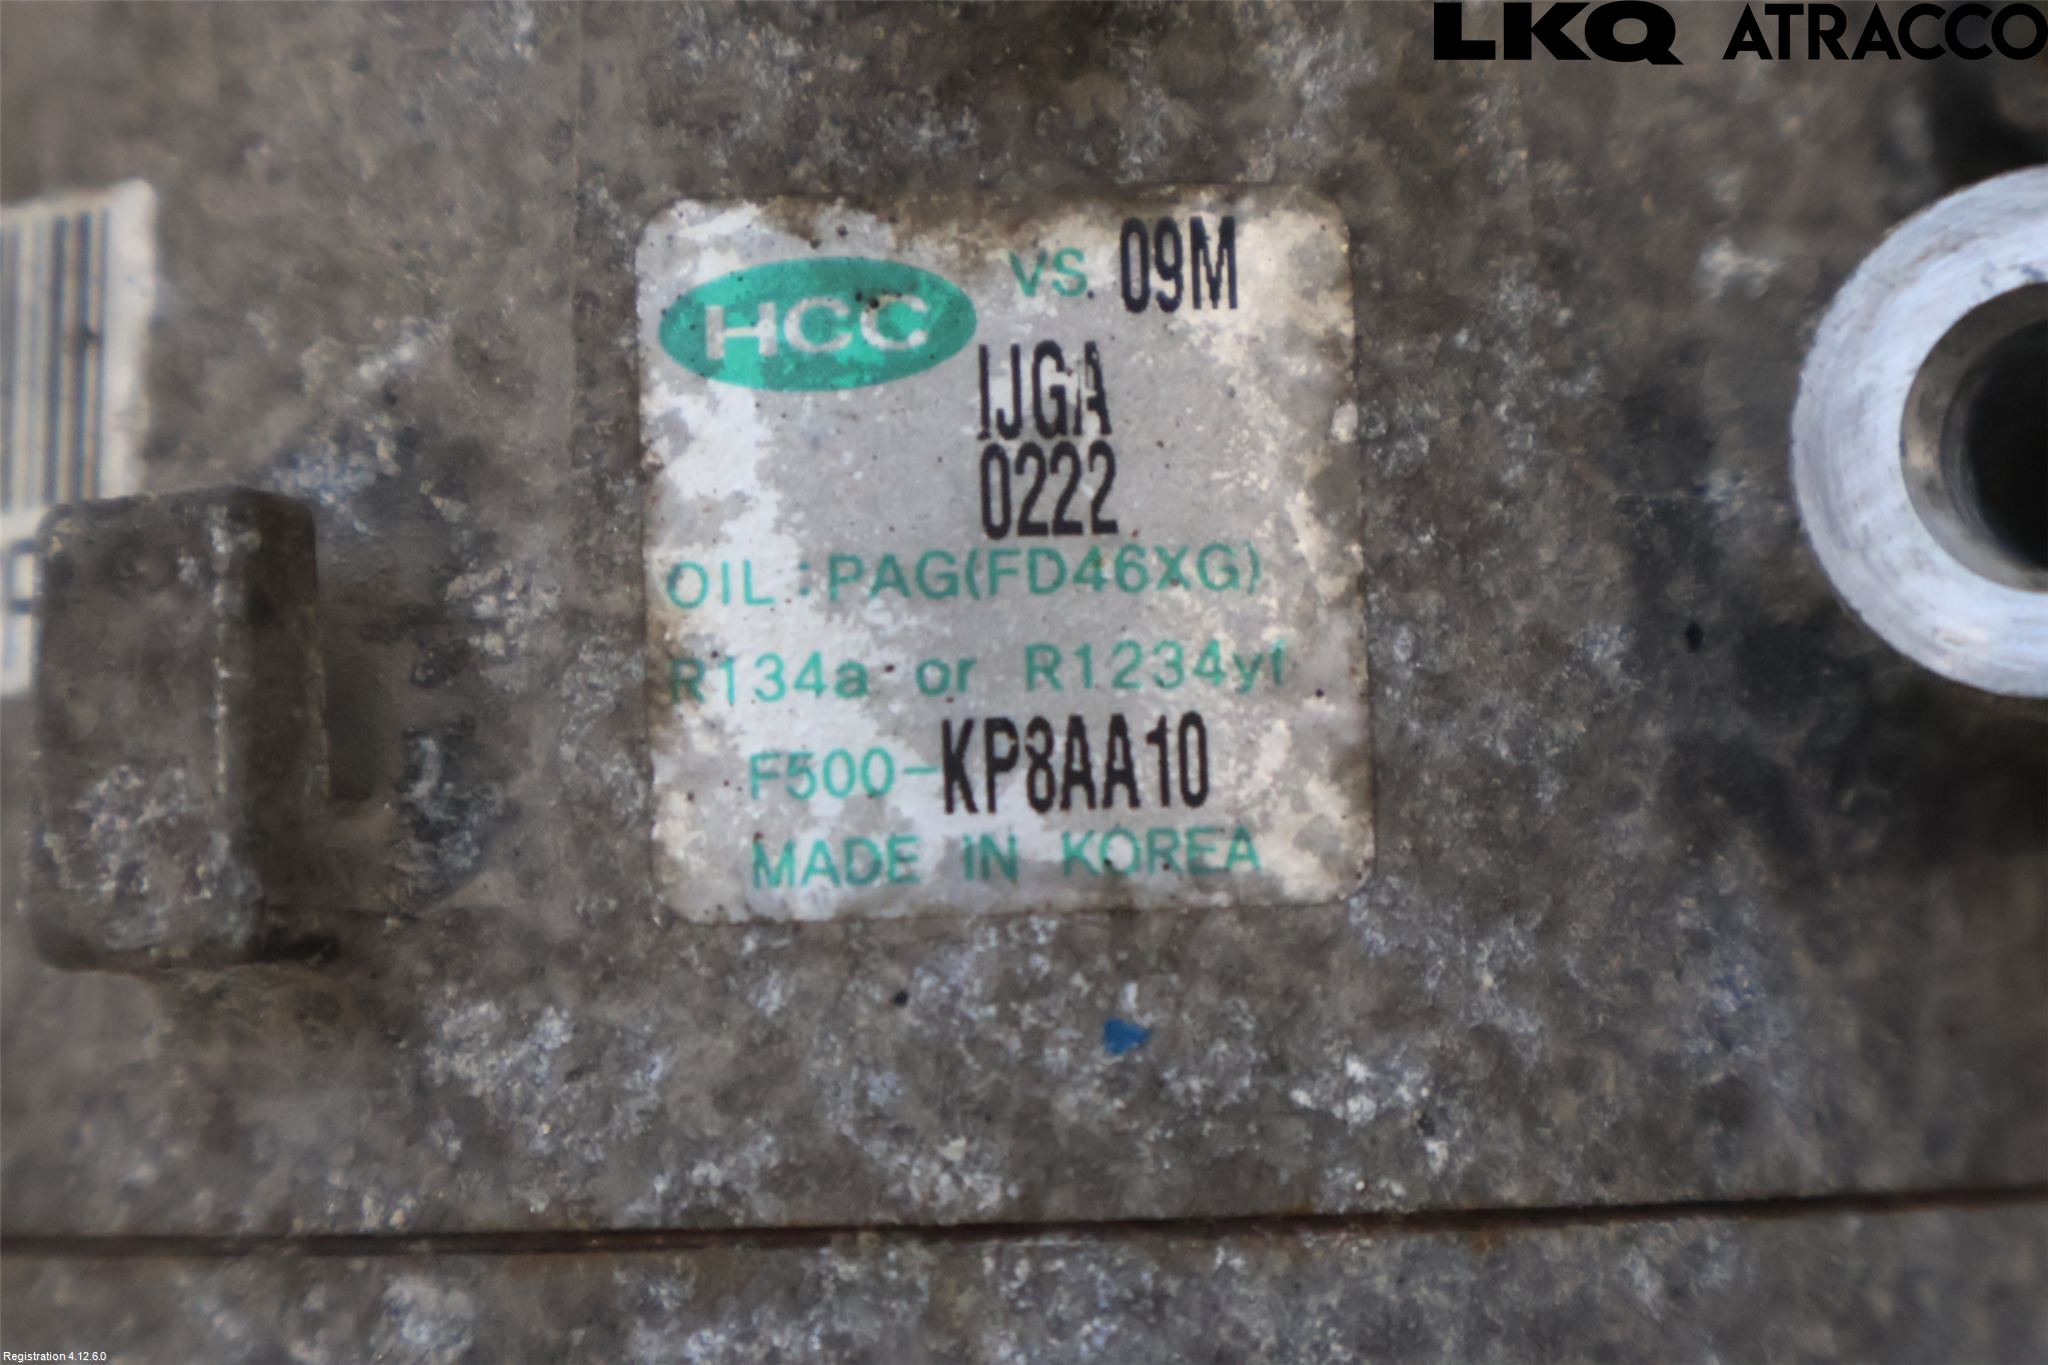 LKQ ATRACCO
HCC
VS 09M
IJGA
0222
OIL : PAG(FD46XG)
R134a or R1234yf
F500-KP8AA10
MADE IN KOREA
Registration 4.12.6.0